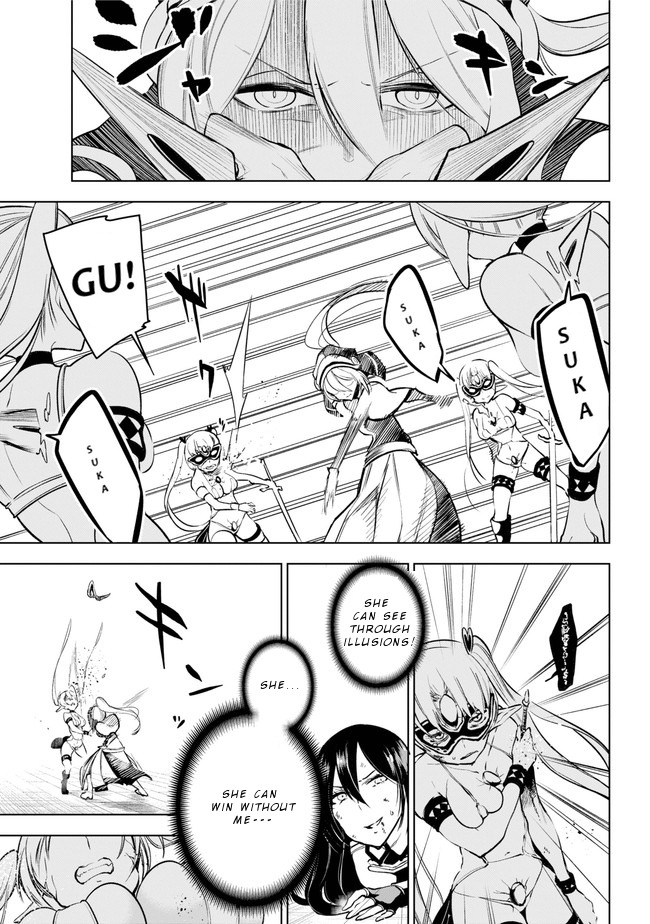 SUKA
SUKA
GU!
SUKA
SHE
CAN SEE
THROUGH
ILLUSIONS!
SHE...
SHE CAN
WIN WITHOUT
ME---